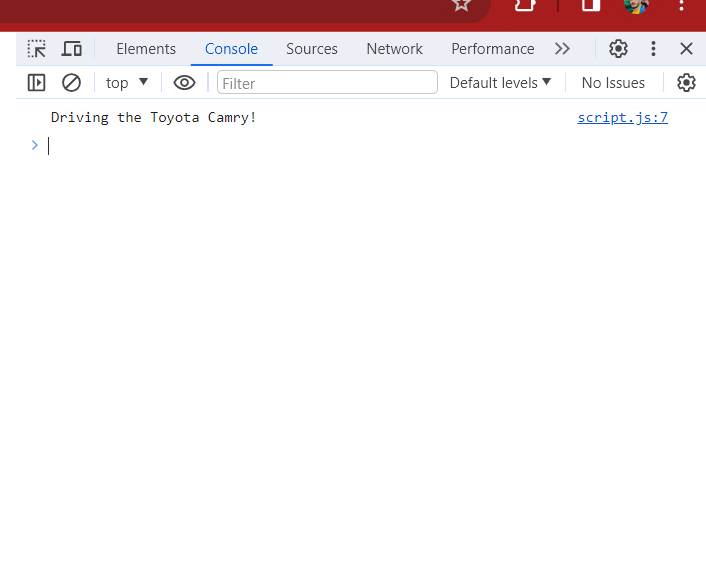 Elements Console Sources Network Performance
top Filter Default levels No Issues
Driving the Toyota Camry! script.js:7